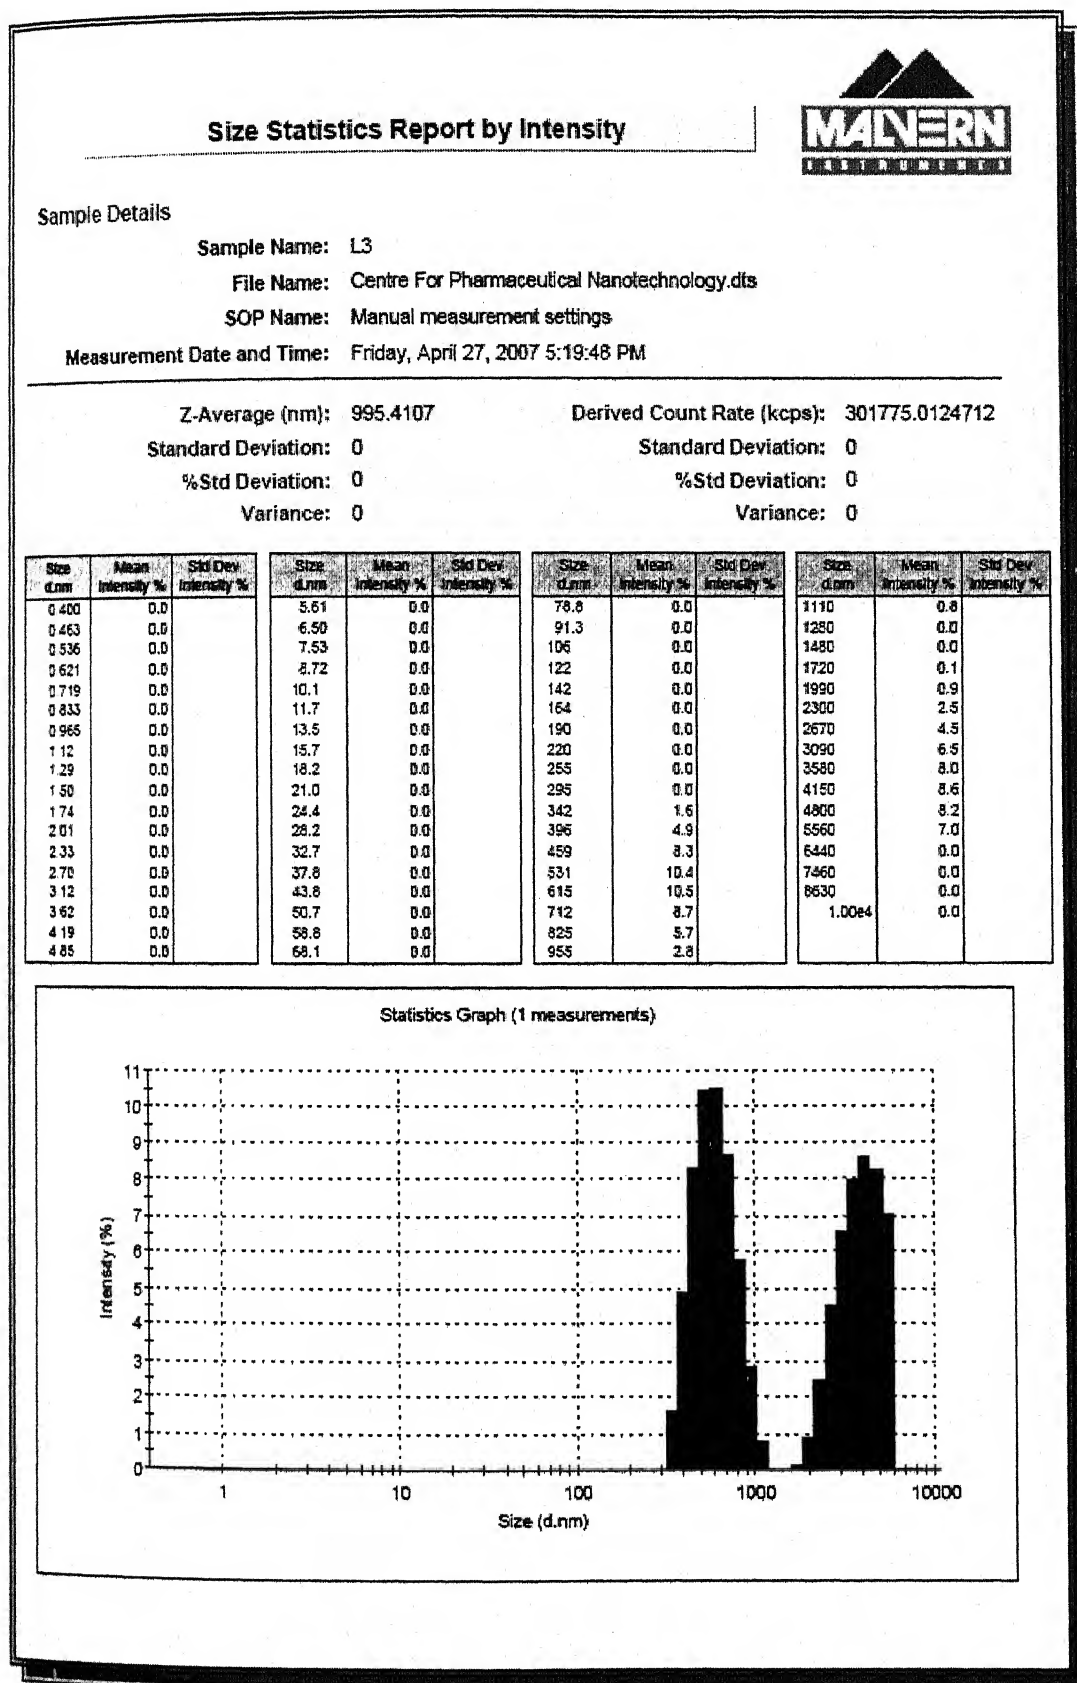 Size Statistics Report by Intensity
MALVERN
INSTRUMENTS
Sample Details
Sample Name: L3
File Name: Centre For Pharmaceutical Nanotechnology.dts
SOP Name: Manual measurement settings
Measurement Date and Time: Friday, April 27, 2007 5:19:48 PM
Z-Average (nm): 995.4107 Derived Count Rate (kcps): 301775.0124712
Standard Deviation: 0 Standard Deviation: 0
%Std Deviation: 0 %Std Deviation: 0
Variance: 0 Variance: 0
Size Mean Std Dev Size Mean Std Dev Size Mean Std Dev Size Mean Std Dev
d.nm Intensity % Intensity % d.nm Intensity % Intensity % d.nm Intensity % Intensity % d.nm Intensity % Intensity %
0.400 0.0 5.61 0.0 78.8 0.0 1110 0.8
0.463 0.0 6.50 0.0 91.3 0.0 1280 0.0
0.536 0.0 7.53 0.0 106 0.0 1480 0.0
0.621 0.0 8.72 0.0 122 0.0 1720 0.1
0.719 0.0 10.1 0.0 142 0.0 1990 0.9
0.833 0.0 11.7 0.0 164 0.0 2300 2.5
0.965 0.0 13.5 0.0 190 0.0 2670 4.5
1.12 0.0 15.7 0.0 220 0.0 3090 6.5
1.29 0.0 18.2 0.0 255 0.0 3580 8.0
1.50 0.0 21.0 0.0 295 0.0 4150 8.6
1.74 0.0 24.4 0.0 342 1.6 4800 8.2
2.01 0.0 28.2 0.0 396 4.9 5560 7.0
2.33 0.0 32.7 0.0 459 8.3 6440 0.0
2.70 0.0 37.8 0.0 531 10.4 7460 0.0
3.12 0.0 43.8 0.0 615 10.5 8630 0.0
3.62 0.0 50.7 0.0 712 8.7 1.00e4 0.0
4.19 0.0 58.8 0.0 825 5.7
4.85 0.0 68.1 0.0 955 2.8
Statistics Graph (1 measurements)
11
10
9
8
7
6
5
4
3
2
1
0
Intensity (%)
1 10 100 1000 10000
Size (d.nm)